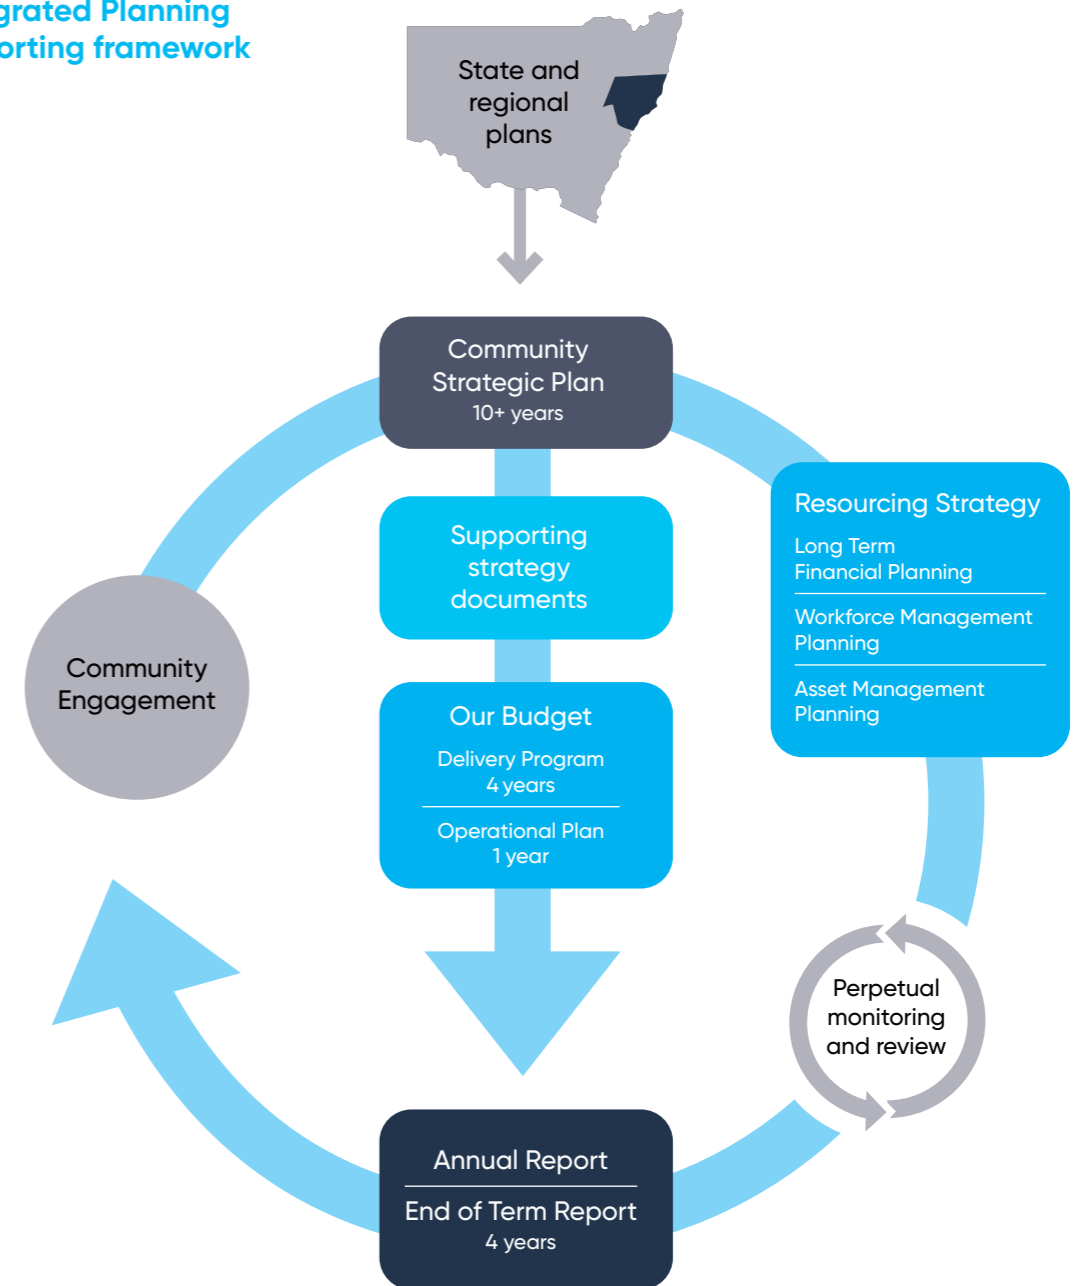 grated Planning
orting framework
State and
regional
plans
Community
Strategic Plan
10+ years
Supporting
strategy
documents
Our Budget
Delivery Program
4 years
Operational Plan
1 year
Resourcing Strategy
Long Term
Financial Planning
Workforce Management
Planning
Asset Management
Planning
Community
Engagement
Perpetual
monitoring
and review
Annual Report
End of Term Report
4 years